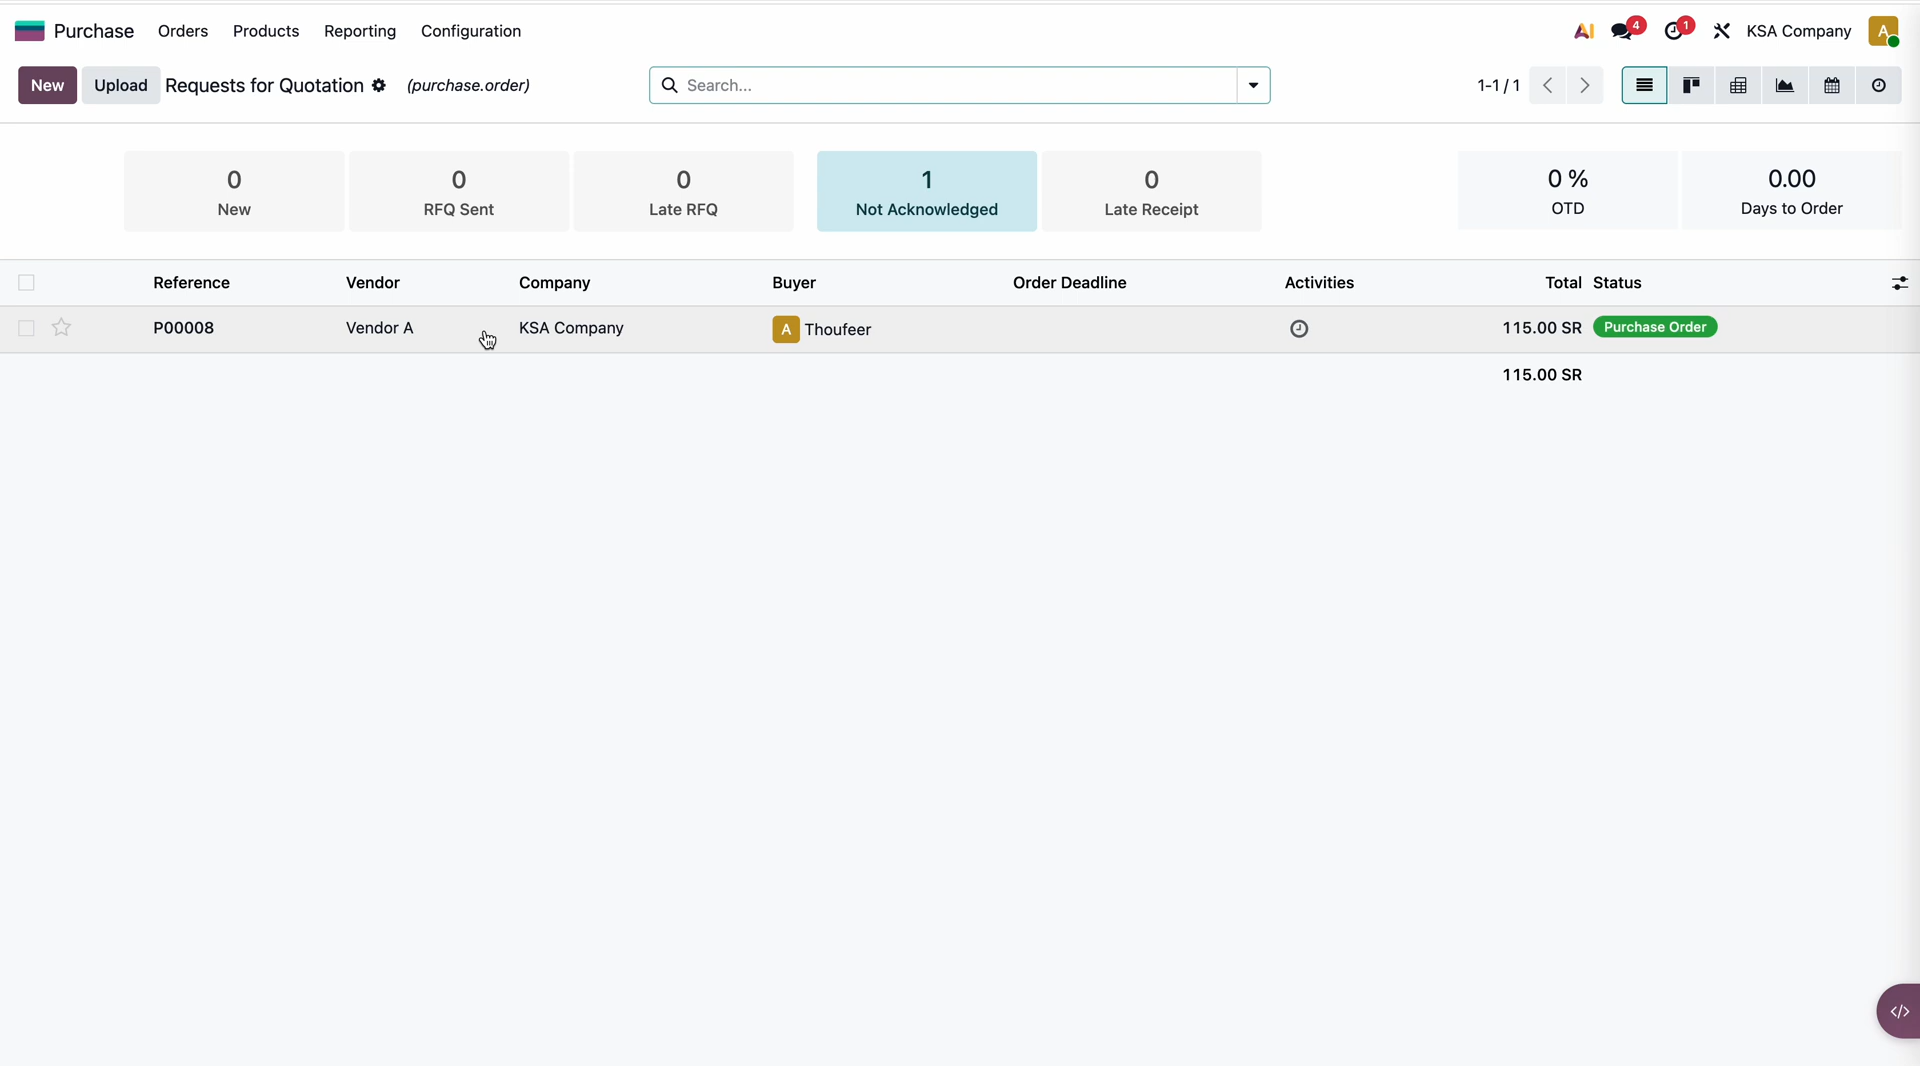 Purchase Orders Products Reporting Configuration AI 4 1 KSA Company A
New Upload Requests for Quotation (purchase.order) Search... 1-1 / 1
0 0 0 1 0 0 % 0.00
New RFQ Sent Late RFQ Not Acknowledged Late Receipt OTD Days to Order
Reference Vendor Company Buyer Order Deadline Activities Total Status
P00008 Vendor A KSA Company A Thoufeer 115.00 SR Purchase Order
115.00 SR
</>